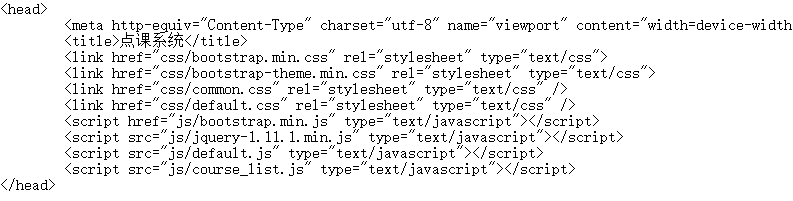 <head>
<meta http-equiv="Content-Type" charset="utf-8" name="viewport" content="width=device-width
<title>点课系统</title>
<link href="css/bootstrap.min.css" rel="stylesheet" type="text/css">
<link href="css/bootstrap-theme.min.css" rel="stylesheet" type="text/css">
<link href="css/common.css" rel="stylesheet" type="text/css" />
<link href="css/default.css" rel="stylesheet" type="text/css" />
<script href="js/bootstrap.min.js" type="text/javascript"></script>
<script src="js/jquery-1.11.1.min.js" type="text/javascript"></script>
<script src="js/default.js" type="text/javascript"></script>
<script src="js/course_list.js" type="text/javascript"></script>
</head>